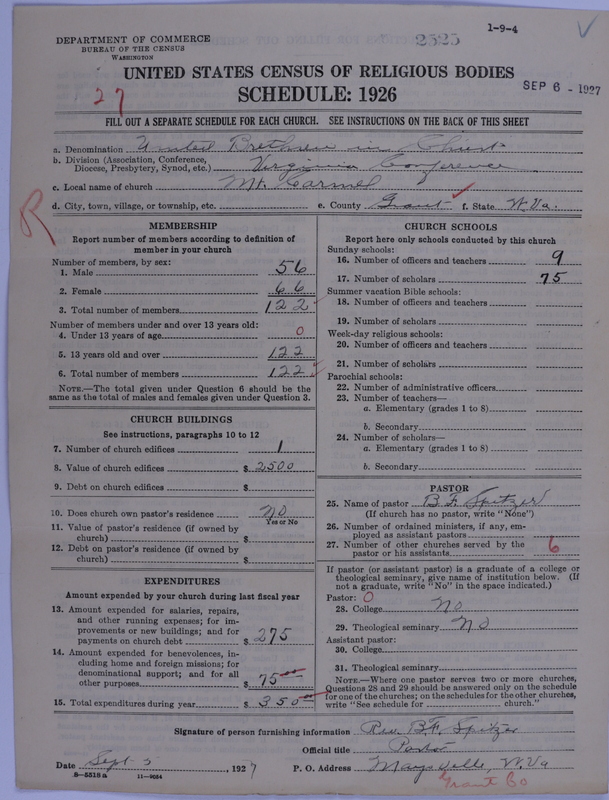 1-9-4
2525
DEPARTMENT OF COMMERCE
BUREAU OF THE CENSUS
WASHINGTON
UNITED STATES CENSUS OF RELIGIOUS BODIES
SCHEDULE: 1926
SEP 6 - 1927
27
FILL OUT A SEPARATE SCHEDULE FOR EACH CHURCH. SEE INSTRUCTIONS ON THE BACK OF THIS SHEET
a. Denomination United Brethren in Christ
b. Division (Association, Conference, Diocese, Presbytery, Synod, etc.) Virginia Conference
c. Local name of church Mt. Carmel
d. City, town, village, or township, etc. e. County Grant f. State W.Va.
R
MEMBERSHIP
Report number of members according to definition of
member in your church
Number of members, by sex:
1. Male 56
2. Female 66
3. Total number of members 122
Number of members under and over 13 years old:
4. Under 13 years of age 0
5. 13 years old and over 122
6. Total number of members 122
NOTE.—The total given under Question 6 should be the
same as the total of males and females given under Question 3.
CHURCH BUILDINGS
See instructions, paragraphs 10 to 12
7. Number of church edifices 1
8. Value of church edifices $ 2500
9. Debt on church edifices $
10. Does church own pastor's residence No
Yes or No
11. Value of pastor's residence (if owned by
church) $
12. Debt on pastor's residence (if owned by
church) $
EXPENDITURES
Amount expended by your church during last fiscal year
13. Amount expended for salaries, repairs,
and other running expenses; for im-
provements or new buildings; and for
payments on church debt $ 275
14. Amount expended for benevolences, in-
cluding home and foreign missions; for
denominational support; and for all
other purposes $ 75
15. Total expenditures during year $ 350
CHURCH SCHOOLS
Report here only schools conducted by this church
Sunday schools:
16. Number of officers and teachers 9
17. Number of scholars 75
Summer vacation Bible schools:
18. Number of officers and teachers
19. Number of scholars
Week-day religious schools:
20. Number of officers and teachers
21. Number of scholars
Parochial schools:
22. Number of administrative officers
23. Number of teachers—
a. Elementary (grades 1 to 8)
b. Secondary
24. Number of scholars—
a. Elementary (grades 1 to 8)
b. Secondary
PASTOR
25. Name of pastor B. F. Spitzer
(If church has no pastor, write "None")
26. Number of ordained ministers, if any, em-
ployed as assistant pastors
27. Number of other churches served by the
pastor or his assistants 6
If pastor (or assistant pastor) is a graduate of a college or
theological seminary, give name of institution below. (If
not a graduate, write "No" in the space indicated.)
Pastor: 0
28. College No
29. Theological seminary No
Assistant pastor:
30. College
31. Theological seminary
NOTE.—Where one pastor serves two or more churches,
Questions 28 and 29 should be answered only on the schedule
for one of the churches; on the schedules for the other churches,
write "See schedule for church."
Signature of person furnishing information Rev B.F. Spitzer
Official title Pastor
Date Sept 3, 1927 P. O. Address Maysville, W.Va
8-5518 a 11-9054
Grant Co